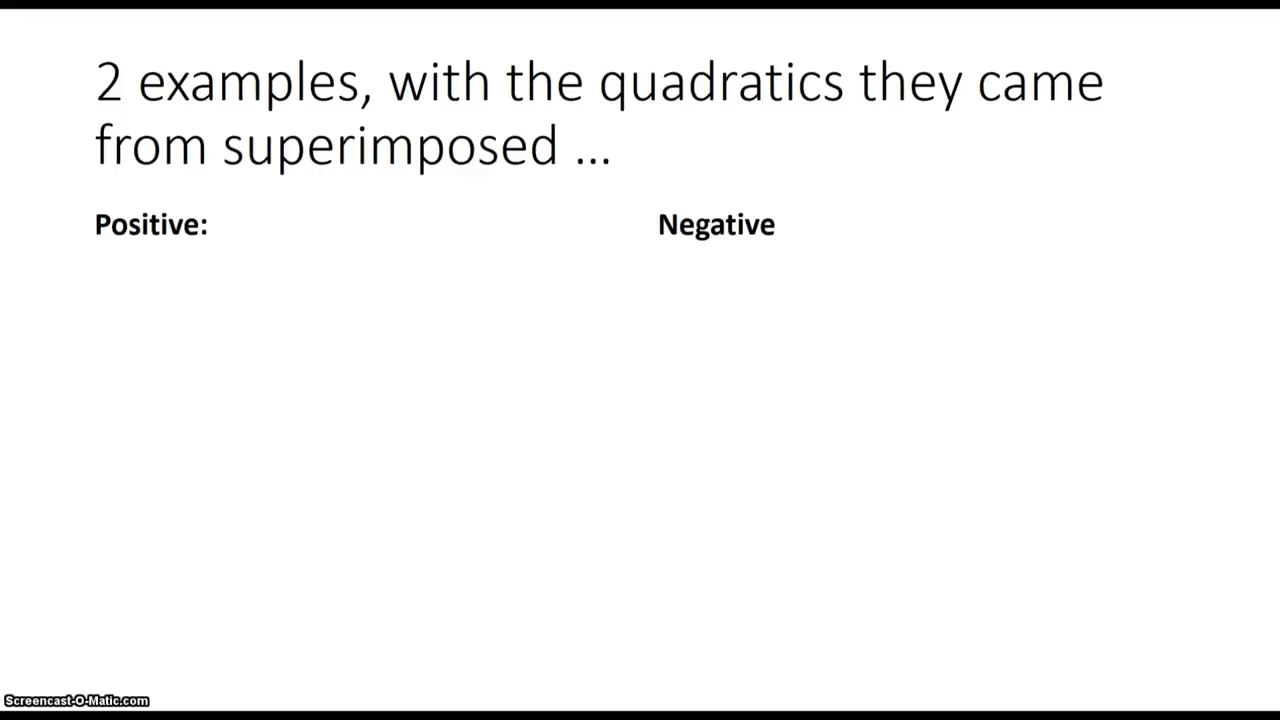 2 examples, with the quadratics they came
from superimposed ...
Positive:
Negative
Screencast-O-Matic.com